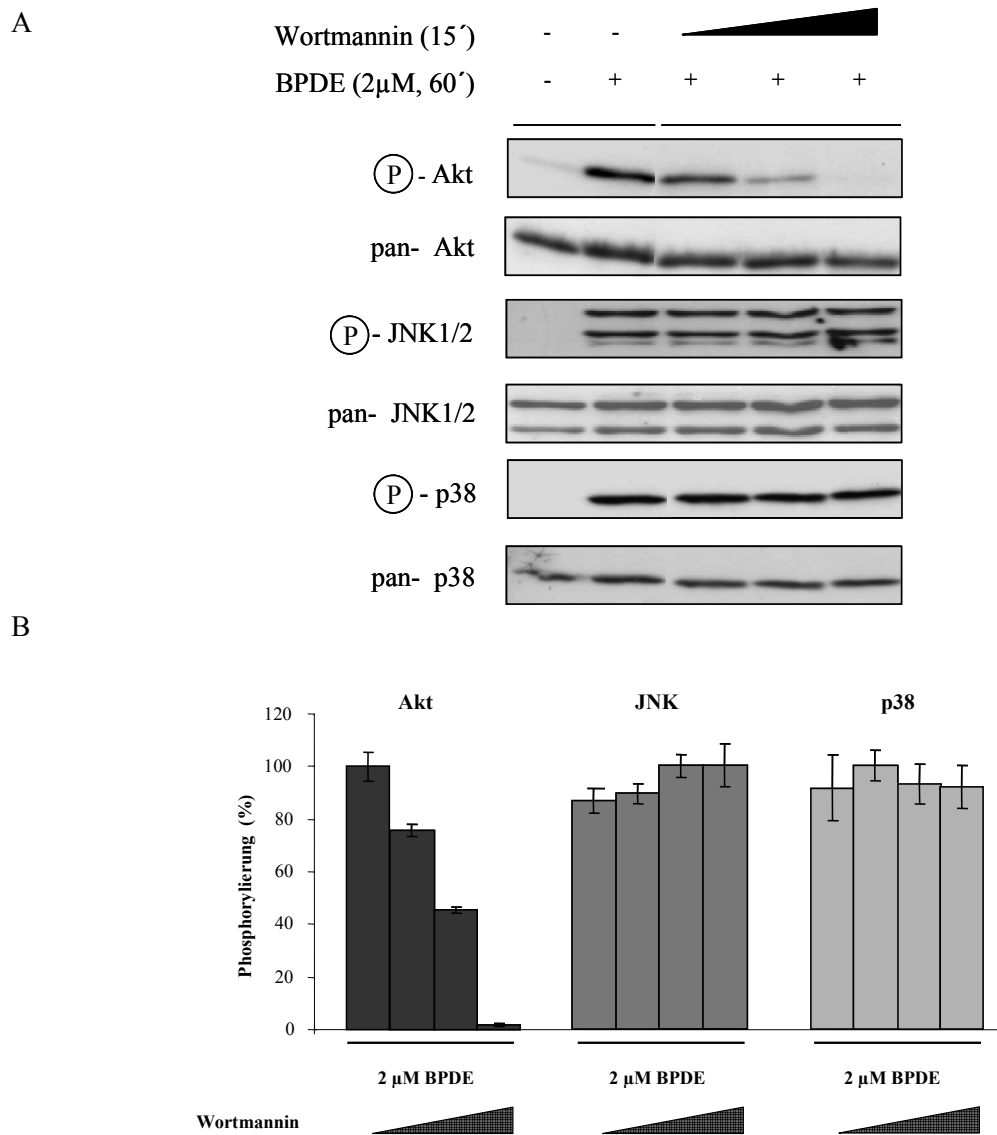 A
Wortmannin (15´) - -
BPDE (2µM, 60´) - + + + +
P - Akt
pan- Akt
P - JNK1/2
pan- JNK1/2
P - p38
pan- p38
B
Akt JNK p38
Phosphorylierung (%)
120
100
80
60
40
20
0
2 µM BPDE 2 µM BPDE 2 µM BPDE
Wortmannin